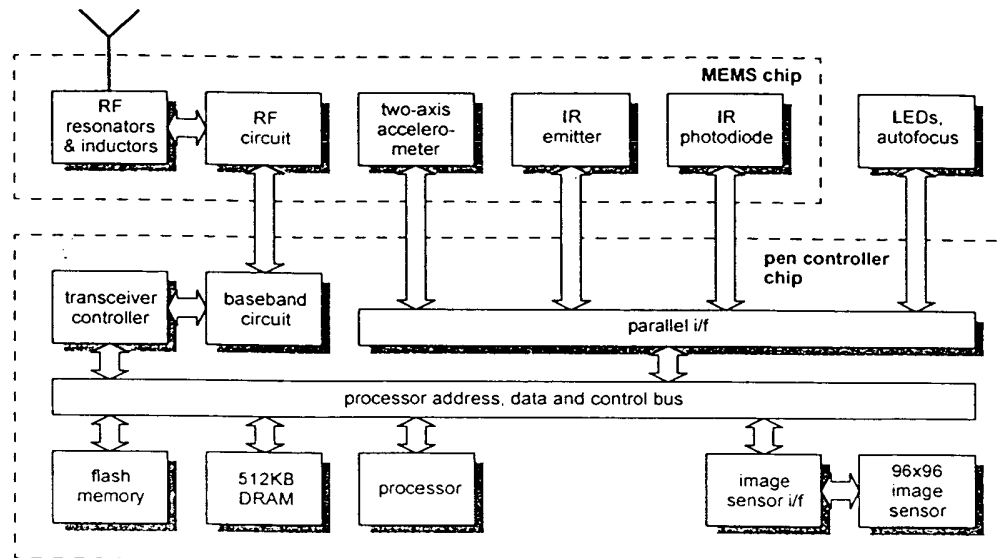 MEMS chip
RF
resonators
& inductors
RF
circuit
two-axis
accelero-
meter
IR
emitter
IR
photodiode
LEDs,
autofocus
pen controller
chip
transceiver
controller
baseband
circuit
parallel i/f
processor address, data and control bus
flash
memory
512KB
DRAM
processor
image
sensor i/f
96x96
image
sensor